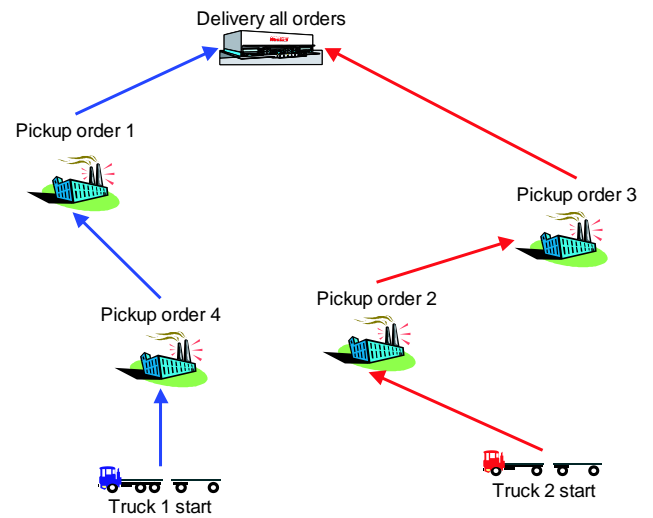 Delivery all orders
Pickup order 1
Pickup order 3
Pickup order 2
Pickup order 4
Truck 1 start
Truck 2 start